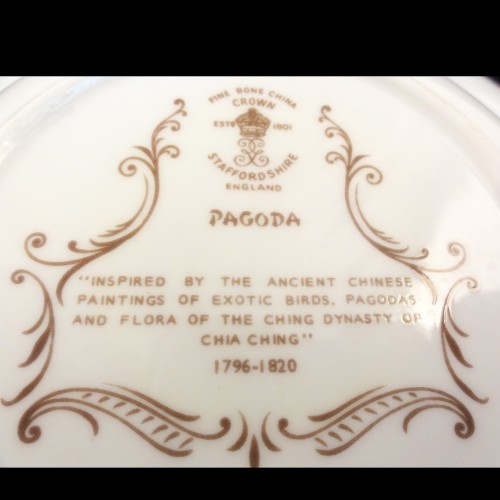 FINE BONE CHINA
CROWN
ESTD 1801
STAFFORDSHIRE
ENGLAND
PAGODA
"INSPIRED BY THE ANCIENT CHINESE
PAINTINGS OF EXOTIC BIRDS, PAGODAS
AND FLORA OF THE CHING DYNASTY OF
CHIA CHING"
1796-1820